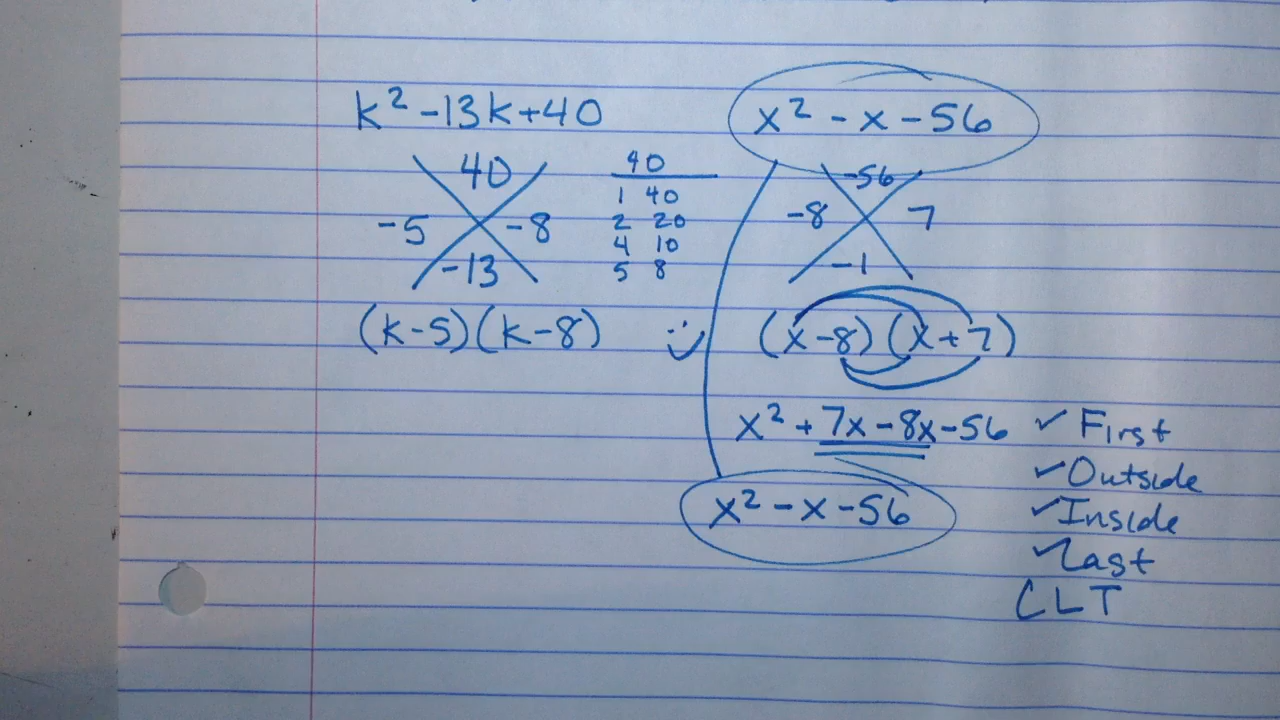 k² -13k+40
40
-5 -8
-13
(k-5)(k-8)
40
1 40
2 20
4 10
5 8
x² - x - 56
-56
-8 7
-1
(x-8)(x+7)
x² + 7x - 8x - 56
x² - x - 56
✓ First
✓ Outside
✓ Inside
✓ Last
CLT